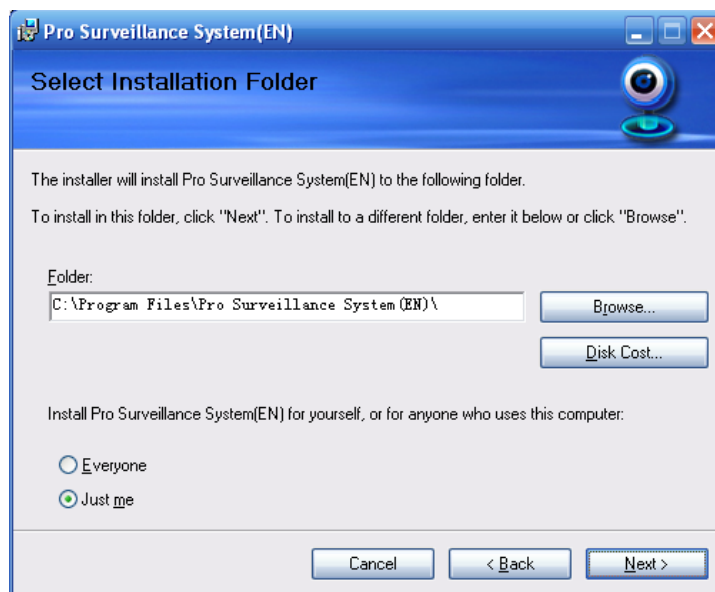 Pro Surveillance System(EN)
Select Installation Folder
The installer will install Pro Surveillance System(EN) to the following folder.
To install in this folder, click "Next". To install to a different folder, enter it below or click "Browse".
Folder:
C:\Program Files\Pro Surveillance System(EN)\
Browse...
Disk Cost...
Install Pro Surveillance System(EN) for yourself, or for anyone who uses this computer:
Everyone
Just me
Cancel
< Back
Next >